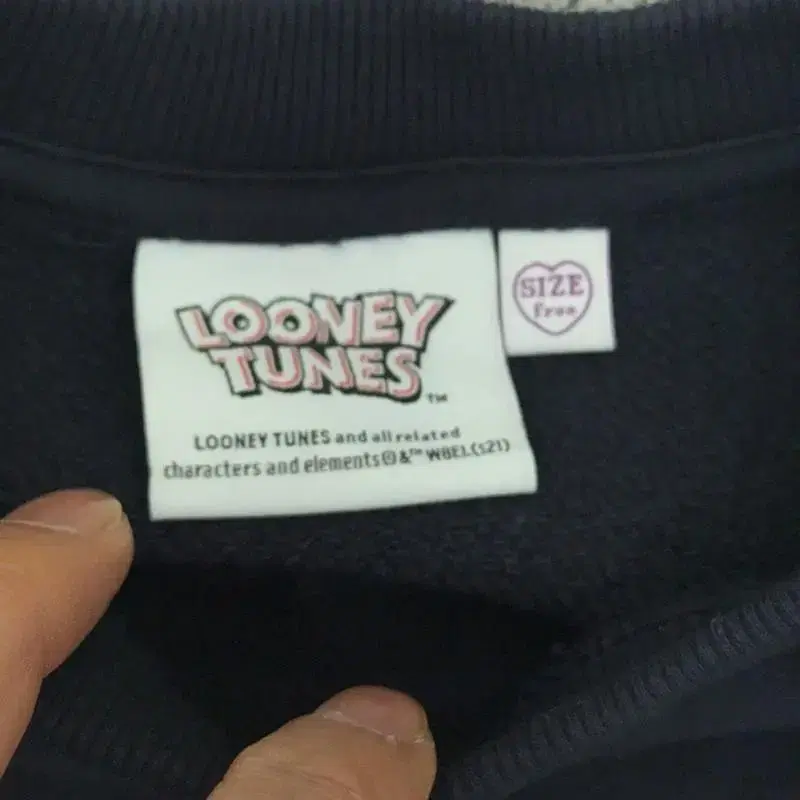 LOONEY
TUNES
™
LOONEY TUNES and all related
characters and elements © & ™ WBEI. (s21)
SIZE
free